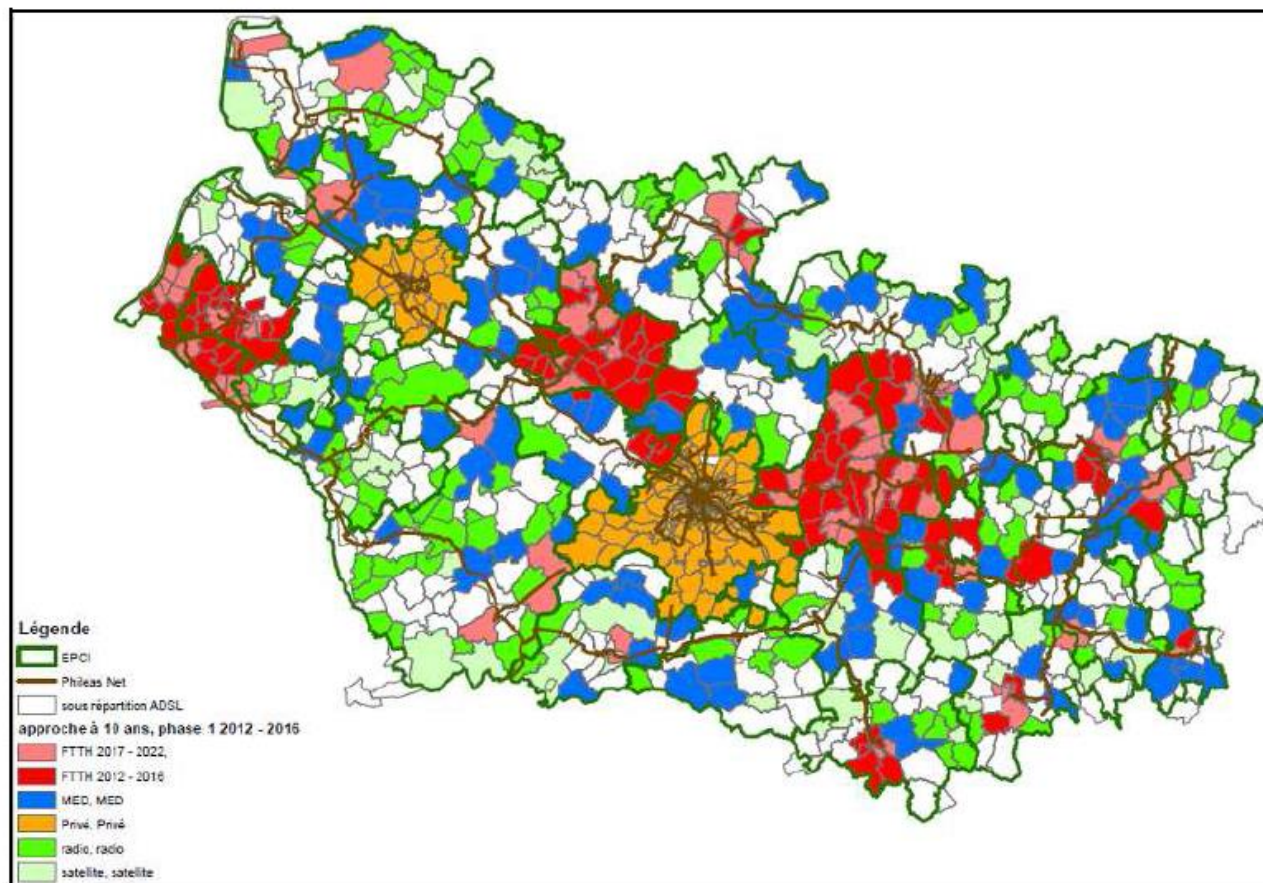 Légende
EPCI
Phileas Net
sous répartition ADSL
approche à 10 ans, phase 1 2012 - 2016
FTTH 2017 - 2022,
FTTH 2012 - 2016
MED, MED
Privé, Privé
radio, radio
satellite, satellite